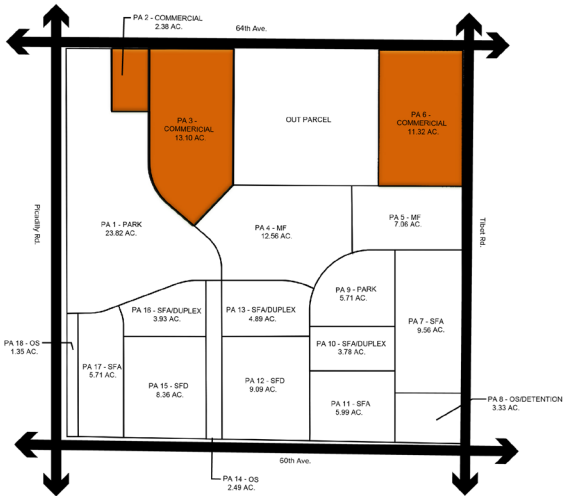 PA 2 - COMMERCIAL
2.38 AC.
64th Ave.
PA 3 -
COMMERICIAL
13.10 AC.
OUT PARCEL
PA 6 -
COMMERCIAL
11.32 AC.
Picadilly Rd.
PA 1 - PARK
23.82 AC.
PA 4 - MF
12.56 AC.
PA 5 - MF
7.06 AC.
Tibot Rd.
PA 9 - PARK
5.71 AC.
PA 16 - SFA/DUPLEX
3.93 AC.
PA 13 - SFA/DUPLEX
4.89 AC.
PA 7 - SFA
9.56 AC.
PA 18 - OS
1.35 AC.
PA 10 - SFA/DUPLEX
3.78 AC.
PA 17 - SFA
5.71 AC.
PA 15 - SFD
8.36 AC.
PA 12 - SFD
9.09 AC.
PA 11 - SFA
5.99 AC.
PA 8 - OS/DETENTION
3.33 AC.
60th Ave.
PA 14 - OS
2.49 AC.